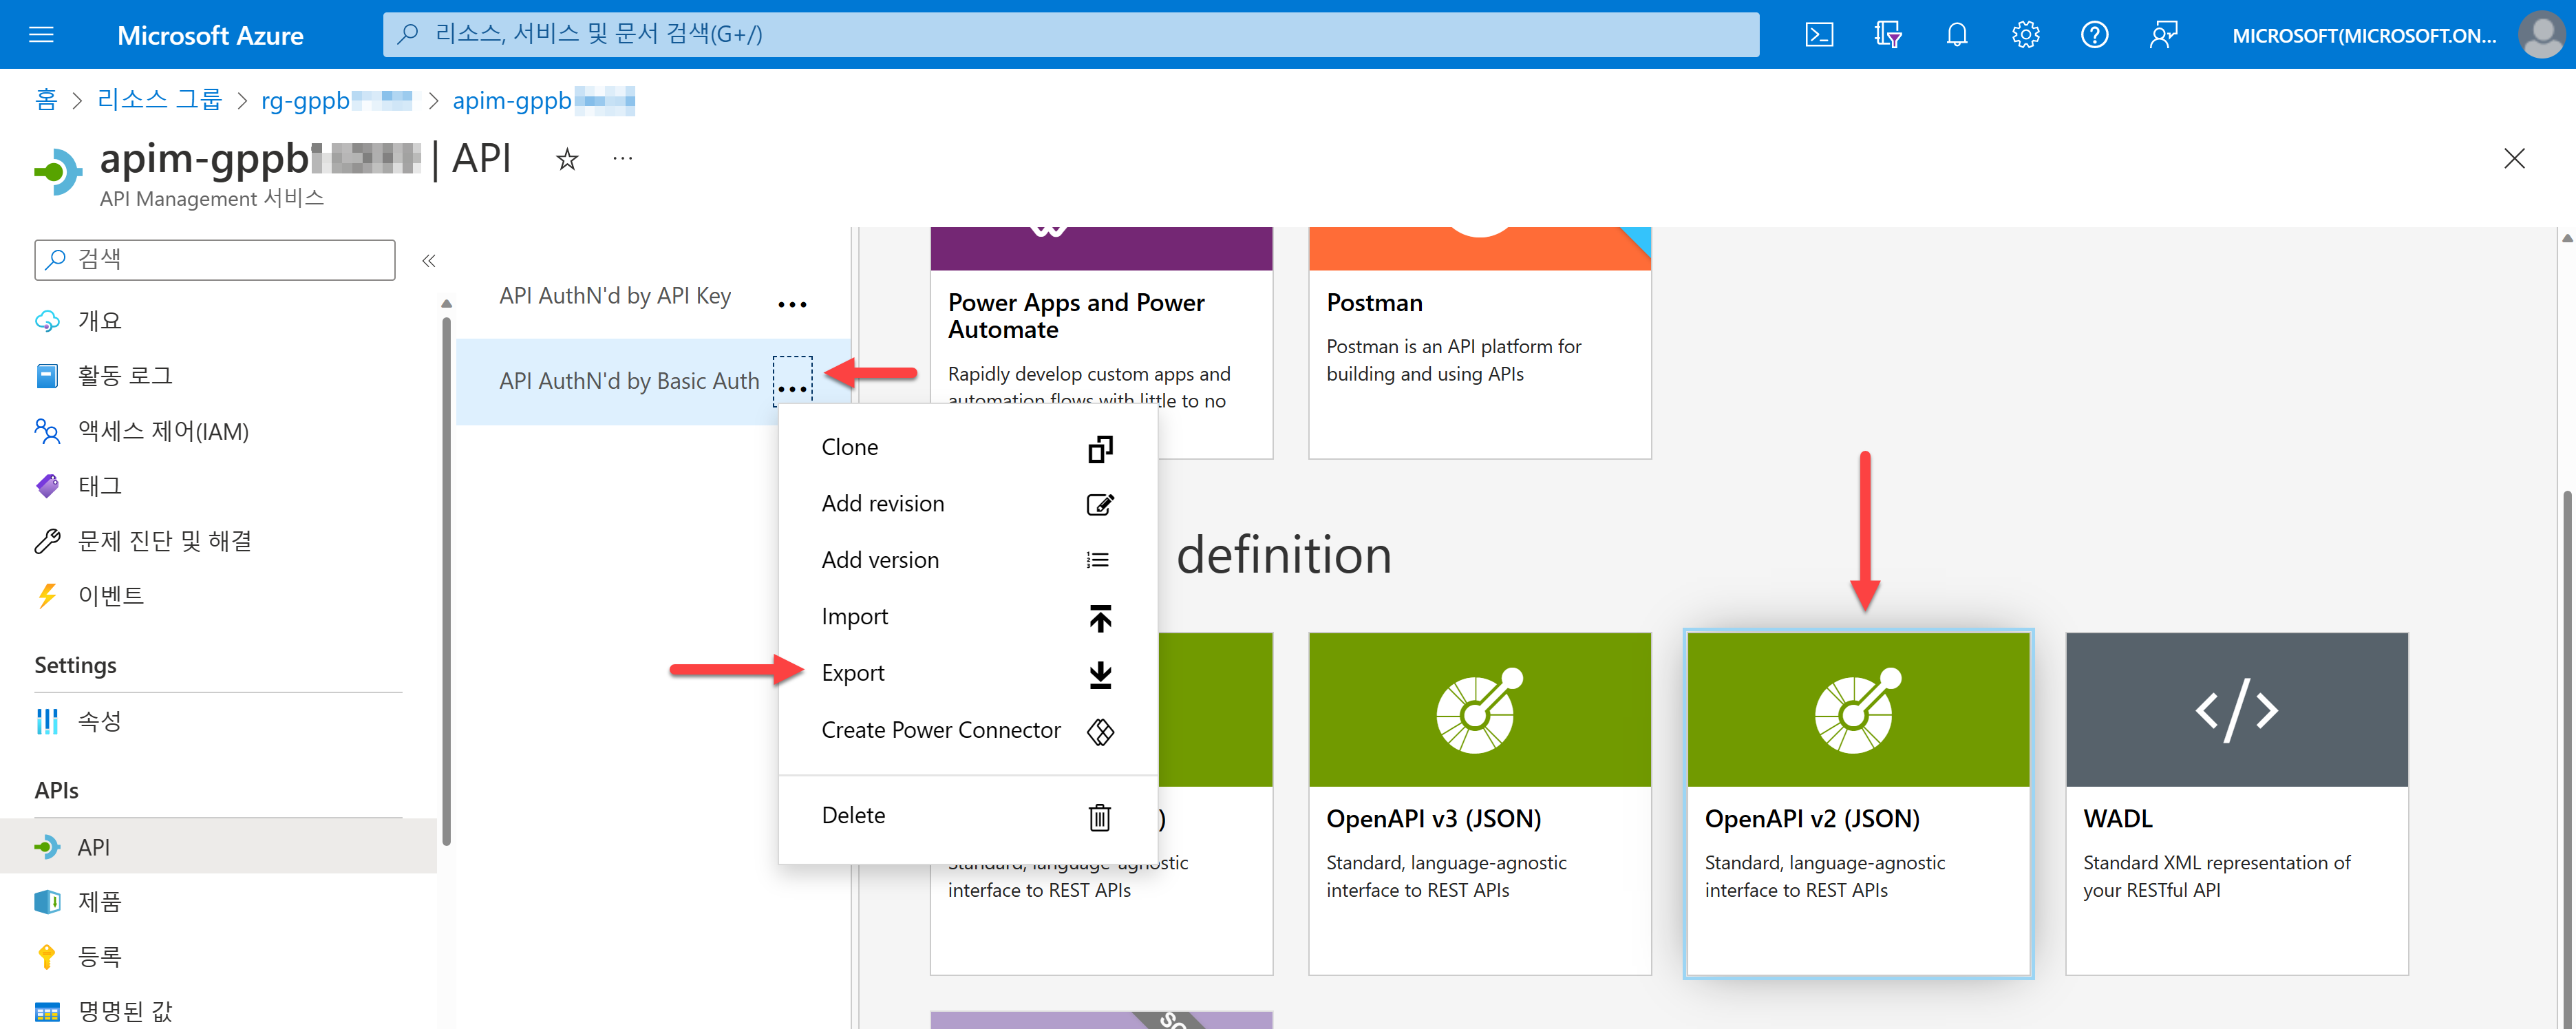 Microsoft Azure
리소스, 서비스 및 문서 검색(G+/)
MICROSOFT(MICROSOFT.ON...
홈 > 리소스 그룹 > rg-gppb > apim-gppb
apim-gppb | API
API Management 서비스
검색
개요
활동 로그
액세스 제어(IAM)
태그
문제 진단 및 해결
이벤트
Settings
속성
APIs
API
제품
등록
명명된 값
API AuthN'd by API Key
API AuthN'd by Basic Auth
Clone
Add revision
Add version
Import
Export
Create Power Connector
Delete
Power Apps and Power
Automate
Rapidly develop custom apps and
automation flows with little to no
Postman
Postman is an API platform for
building and using APIs
definition
)
Standard, language-agnostic
interface to REST APIs
OpenAPI v3 (JSON)
Standard, language-agnostic
interface to REST APIs
OpenAPI v2 (JSON)
Standard, language-agnostic
interface to REST APIs
WADL
Standard XML representation of
your RESTful API